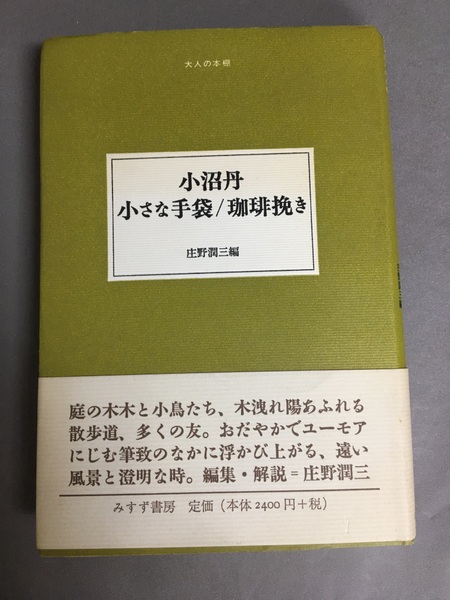 大人の本棚
小沼丹
小さな手袋/珈琲挽き
庄野潤三編
庭の木木と小鳥たち、木洩れ陽あふれる
散歩道、多くの友。おだやかでユーモア
にじむ筆致のなかに浮かび上がる、遠い
風景と澄明な時。編集・解説=庄野潤三
みすず書房 定価（本体2400円+税）